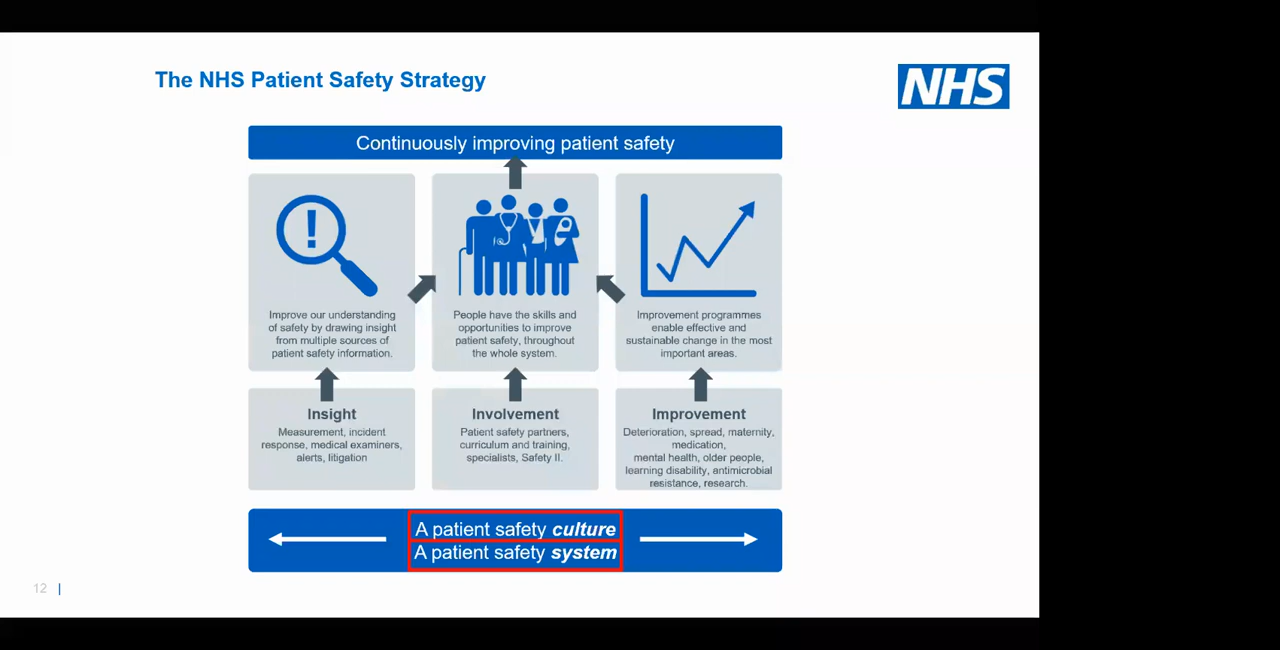 The NHS Patient Safety Strategy
NHS
Continuously improving patient safety
!
Improve our understanding
of safety by drawing insight
from multiple sources of
patient safety information.
People have the skills and
opportunities to improve
patient safety, throughout
the whole system.
Improvement programmes
enable effective and
sustainable change in the most
important areas.
Insight
Measurement, incident
response, medical examiners,
alerts, litigation
Involvement
Patient safety partners,
curriculum and training,
specialists, Safety II.
Improvement
Deterioration, spread, maternity,
medication,
mental health, older people,
learning disability, antimicrobial
resistance, research.
A patient safety culture
A patient safety system
12 |